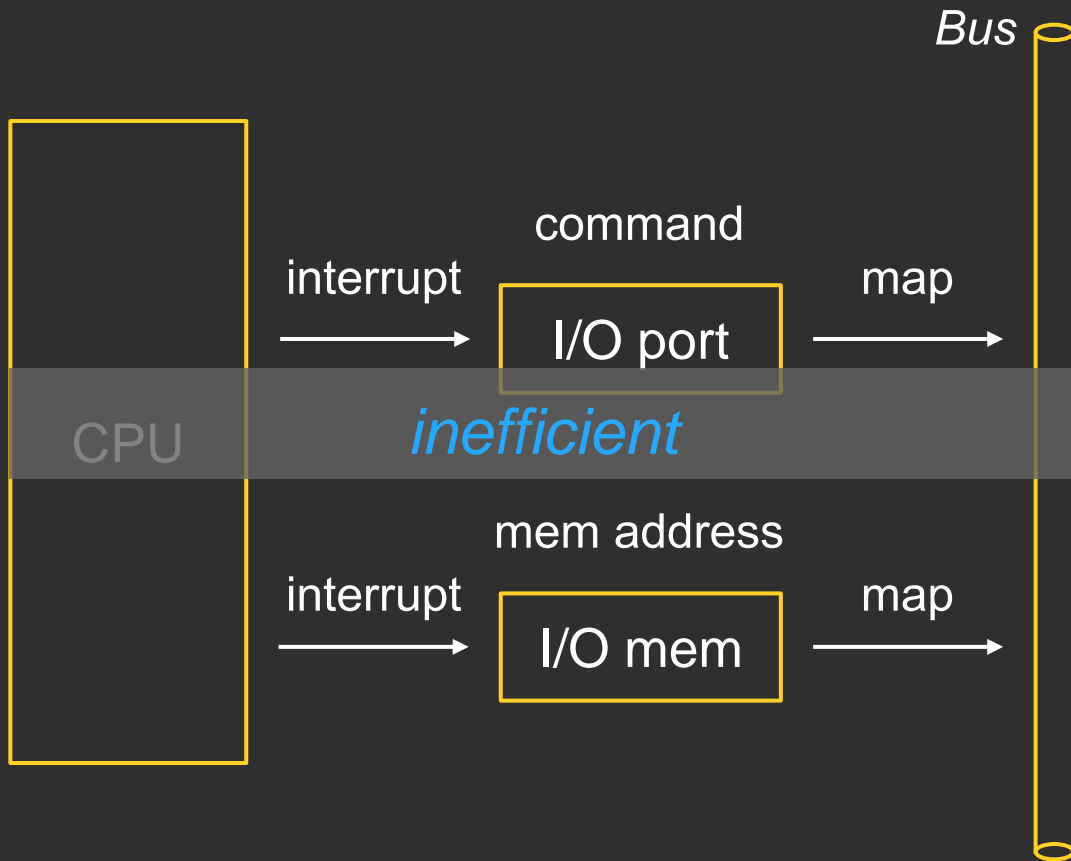 Bus
command
interrupt
map
I/O port
CPU
inefficient
mem address
interrupt
map
I/O mem